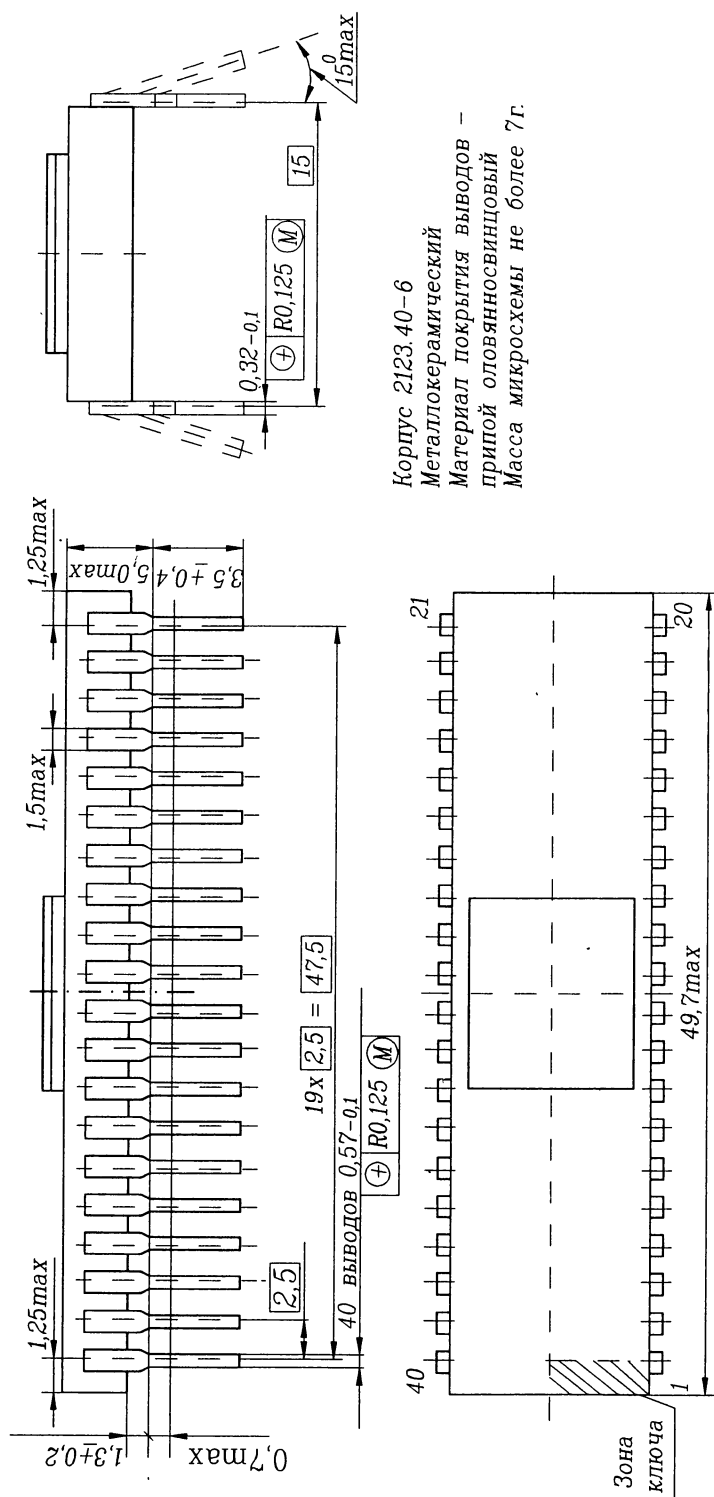 1,25max
1,5max
1,25max
5,0max
3,5±0,4
1,3±0,2
0,7max
2,5
19x 2,5 = 47,5
40 выводов 0,57-0,1
⌖ R0,125 Ⓜ
0,32-0,1
⌖ R0,125 Ⓜ
15
15⁰max
40
21
1
20
49,7max
Зона
ключа
Корпус 2123.40-6
Металлокерамический
Материал покрытия выводов –
припой оловянносвинцовый
Масса микросхемы не более 7г.